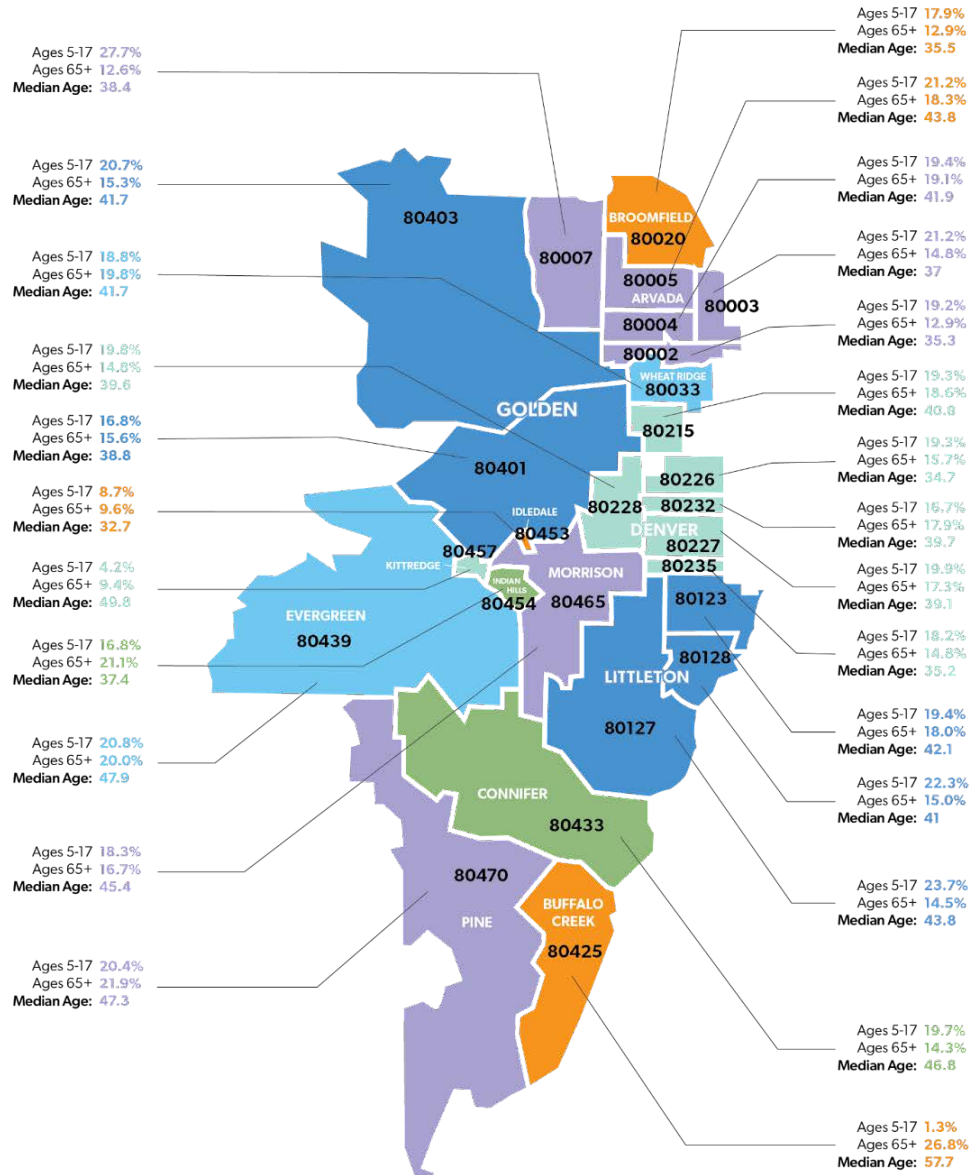 Ages 5-17 27.7%
Ages 65+ 12.6%
Median Age: 38.4
Ages 5-17 20.7%
Ages 65+ 15.3%
Median Age: 41.7
Ages 5-17 18.8%
Ages 65+ 19.8%
Median Age: 41.7
Ages 5-17 19.8%
Ages 65+ 14.8%
Median Age: 39.6
Ages 5-17 16.8%
Ages 65+ 15.6%
Median Age: 38.8
Ages 5-17 8.7%
Ages 65+ 9.6%
Median Age: 32.7
Ages 5-17 4.2%
Ages 65+ 9.4%
Median Age: 49.8
Ages 5-17 16.8%
Ages 65+ 21.1%
Median Age: 37.4
Ages 5-17 20.8%
Ages 65+ 20.0%
Median Age: 47.9
Ages 5-17 18.3%
Ages 65+ 16.7%
Median Age: 45.4
Ages 5-17 20.4%
Ages 65+ 21.9%
Median Age: 47.3
80403
80007
BROOMFIELD
80020
80005
ARVADA
80003
80004
80002
WHEAT RIDGE
80033
GOLDEN
80215
80401
80226
80228
80232
IDLEDALE
80453
DENVER
80227
80457
KITTREDGE
80235
MORRISON
INDIAN
HILLS
80454
80465
80123
EVERGREEN
80439
80128
LITTLETON
80127
CONNIFER
80433
80470
PINE
BUFFALO
CREEK
80425
Ages 5-17 17.9%
Ages 65+ 12.9%
Median Age: 35.5
Ages 5-17 21.2%
Ages 65+ 18.3%
Median Age: 43.8
Ages 5-17 19.4%
Ages 65+ 19.1%
Median Age: 41.9
Ages 5-17 21.2%
Ages 65+ 14.8%
Median Age: 37
Ages 5-17 19.2%
Ages 65+ 12.9%
Median Age: 35.3
Ages 5-17 19.3%
Ages 65+ 18.6%
Median Age: 40.8
Ages 5-17 19.3%
Ages 65+ 15.7%
Median Age: 34.7
Ages 5-17 16.7%
Ages 65+ 17.9%
Median Age: 39.7
Ages 5-17 19.9%
Ages 65+ 17.3%
Median Age: 39.1
Ages 5-17 18.2%
Ages 65+ 14.8%
Median Age: 35.2
Ages 5-17 19.4%
Ages 65+ 18.0%
Median Age: 42.1
Ages 5-17 22.3%
Ages 65+ 15.0%
Median Age: 41
Ages 5-17 23.7%
Ages 65+ 14.5%
Median Age: 43.8
Ages 5-17 19.7%
Ages 65+ 14.3%
Median Age: 46.8
Ages 5-17 1.3%
Ages 65+ 26.8%
Median Age: 57.7